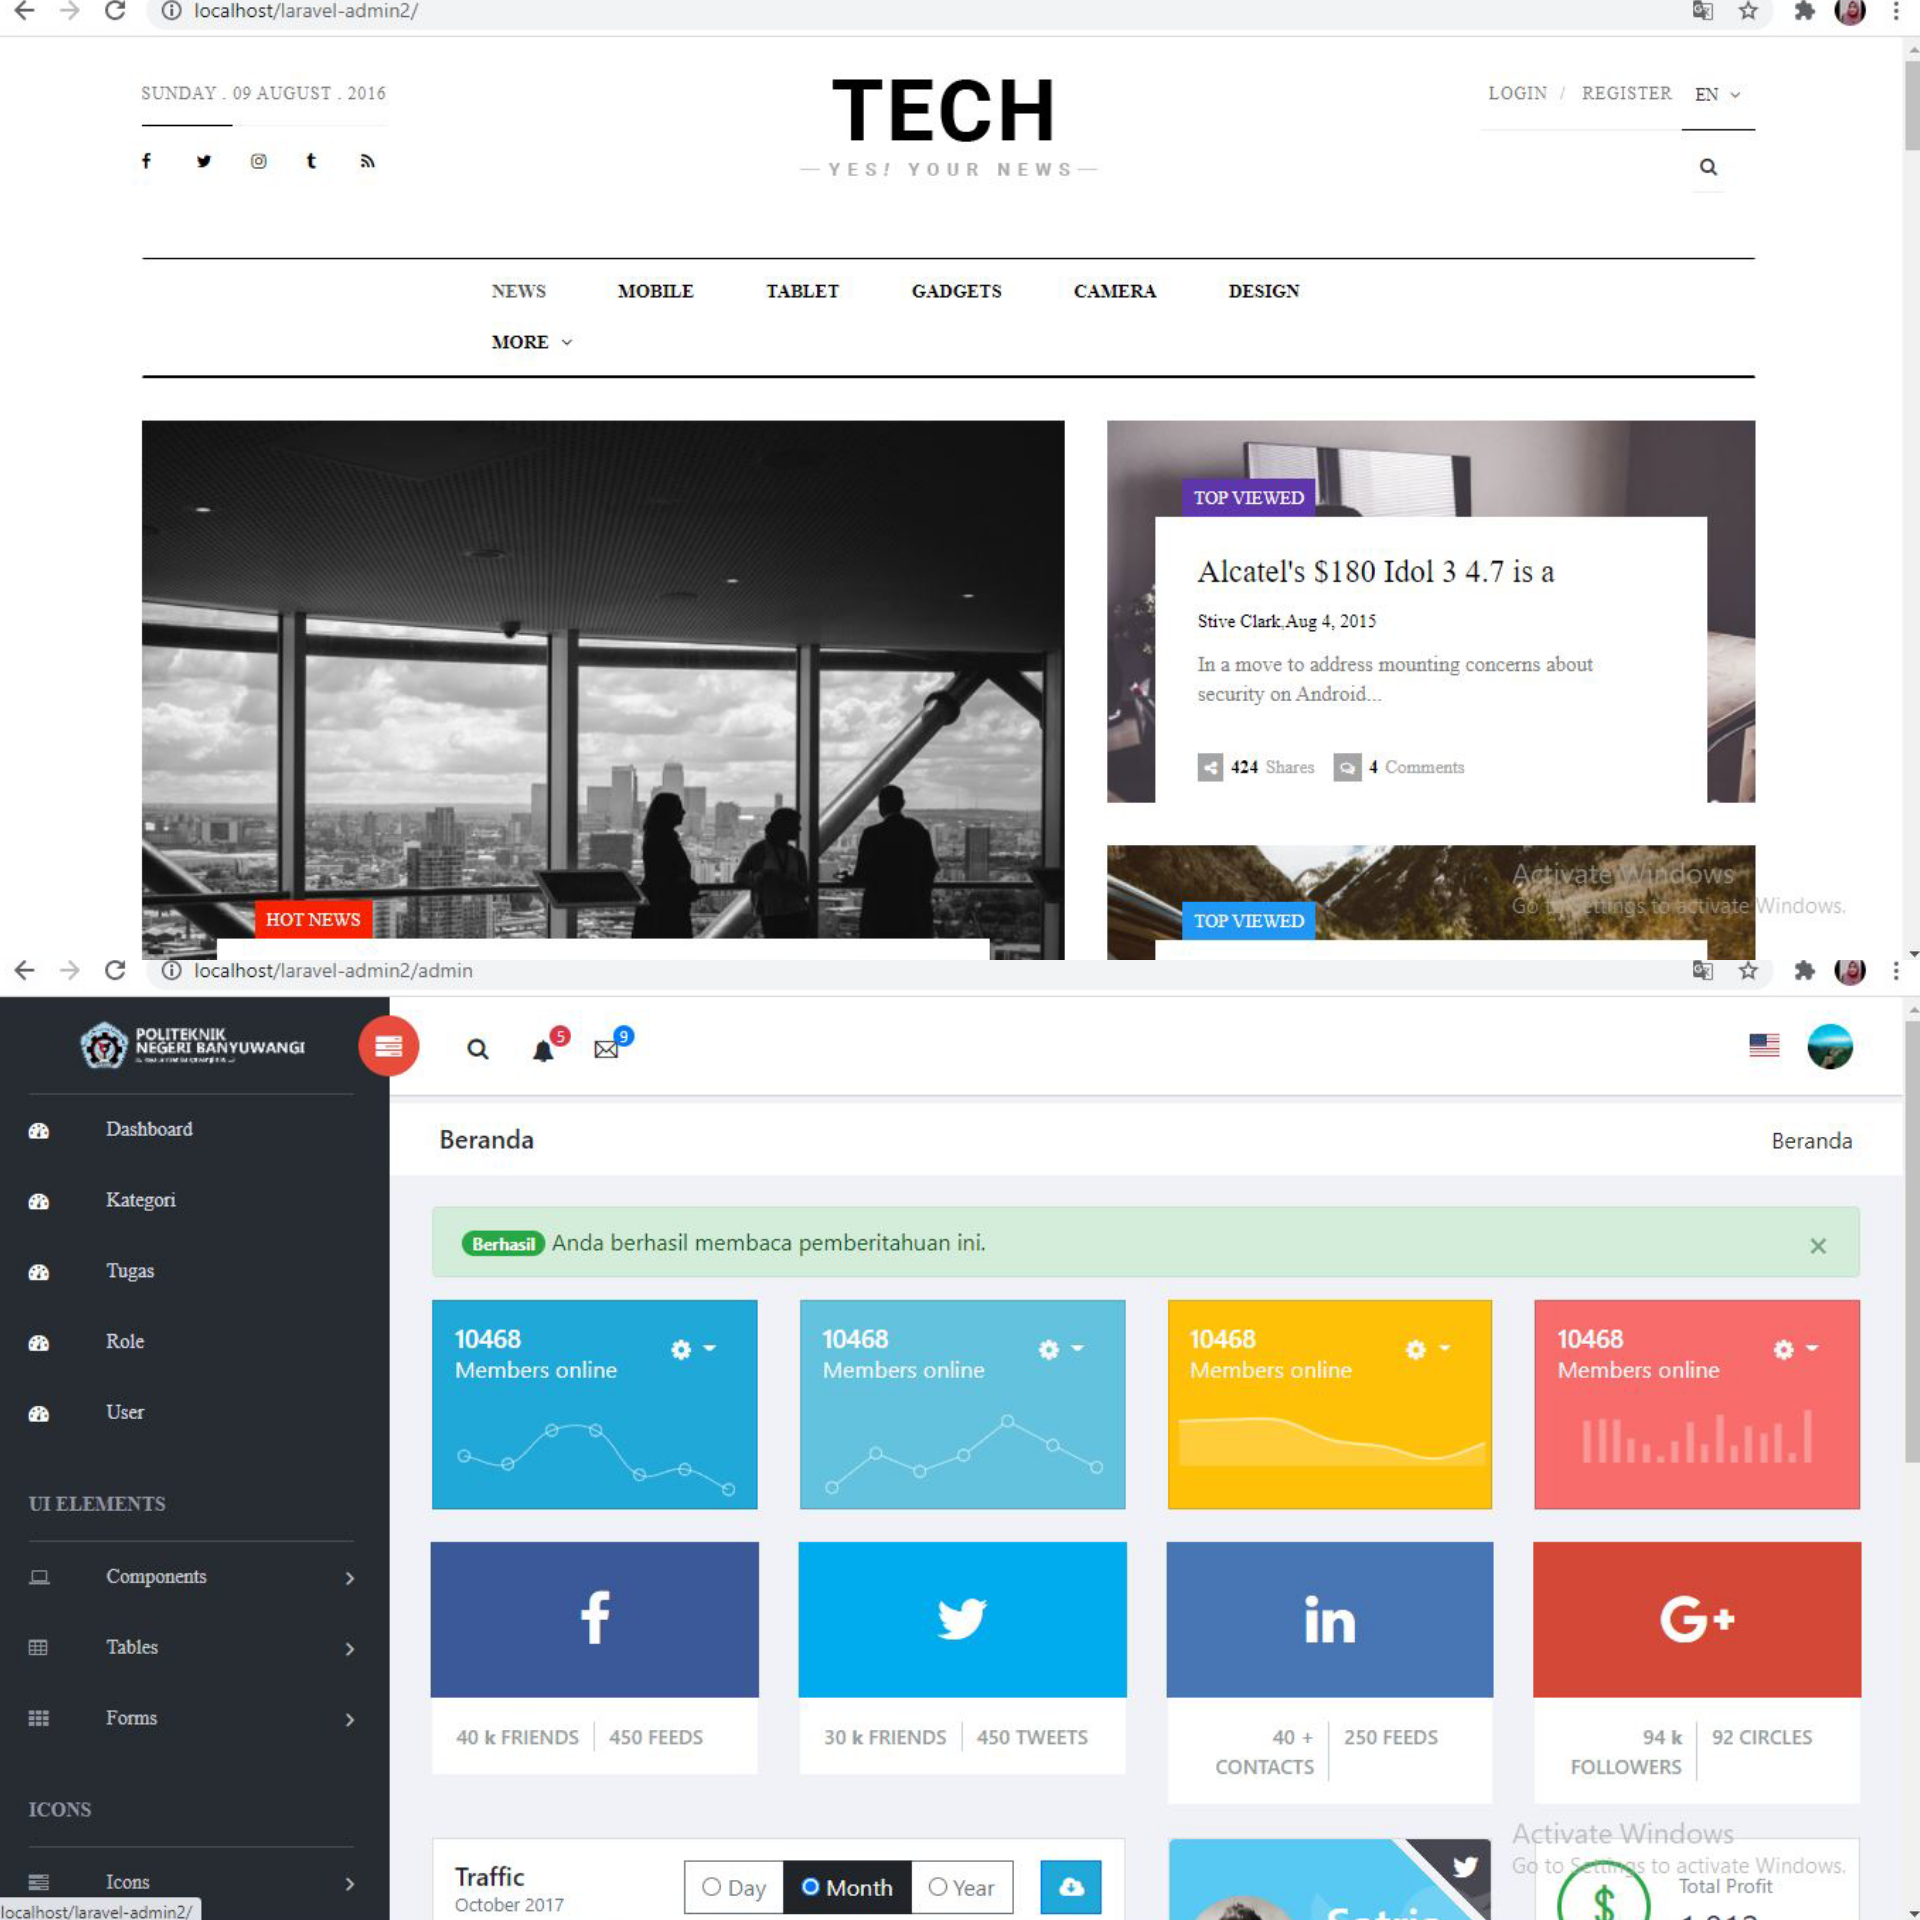 localhost/laravel-admin2/
SUNDAY . 09 AUGUST . 2016
TECH
YES! YOUR NEWS
LOGIN / REGISTER EN
NEWS MOBILE TABLET GADGETS CAMERA DESIGN
MORE
HOT NEWS
TOP VIEWED
Alcatel's $180 Idol 3 4.7 is a
Stive Clark,Aug 4, 2015
In a move to address mounting concerns about
security on Android...
424 Shares 4 Comments
TOP VIEWED
Activate Windows
Go to Settings to activate Windows.
localhost/laravel-admin2/admin
POLITEKNIK
NEGERI BANYUWANGI
5
9
Dashboard
Kategori
Tugas
Role
User
UI ELEMENTS
Components
Tables
Forms
ICONS
Icons
localhost/laravel-admin2/
Beranda
Beranda
Berhasil Anda berhasil membaca pemberitahuan ini.
×
10468
Members online
10468
Members online
10468
Members online
10468
Members online
f
in
G+
40 k FRIENDS
450 FEEDS
30 k FRIENDS
450 TWEETS
40 +
CONTACTS
250 FEEDS
94 k
FOLLOWERS
92 CIRCLES
Traffic
October 2017
Day Month Year
Activate Windows
Go to Settings to activate Windows.
$
Total Profit